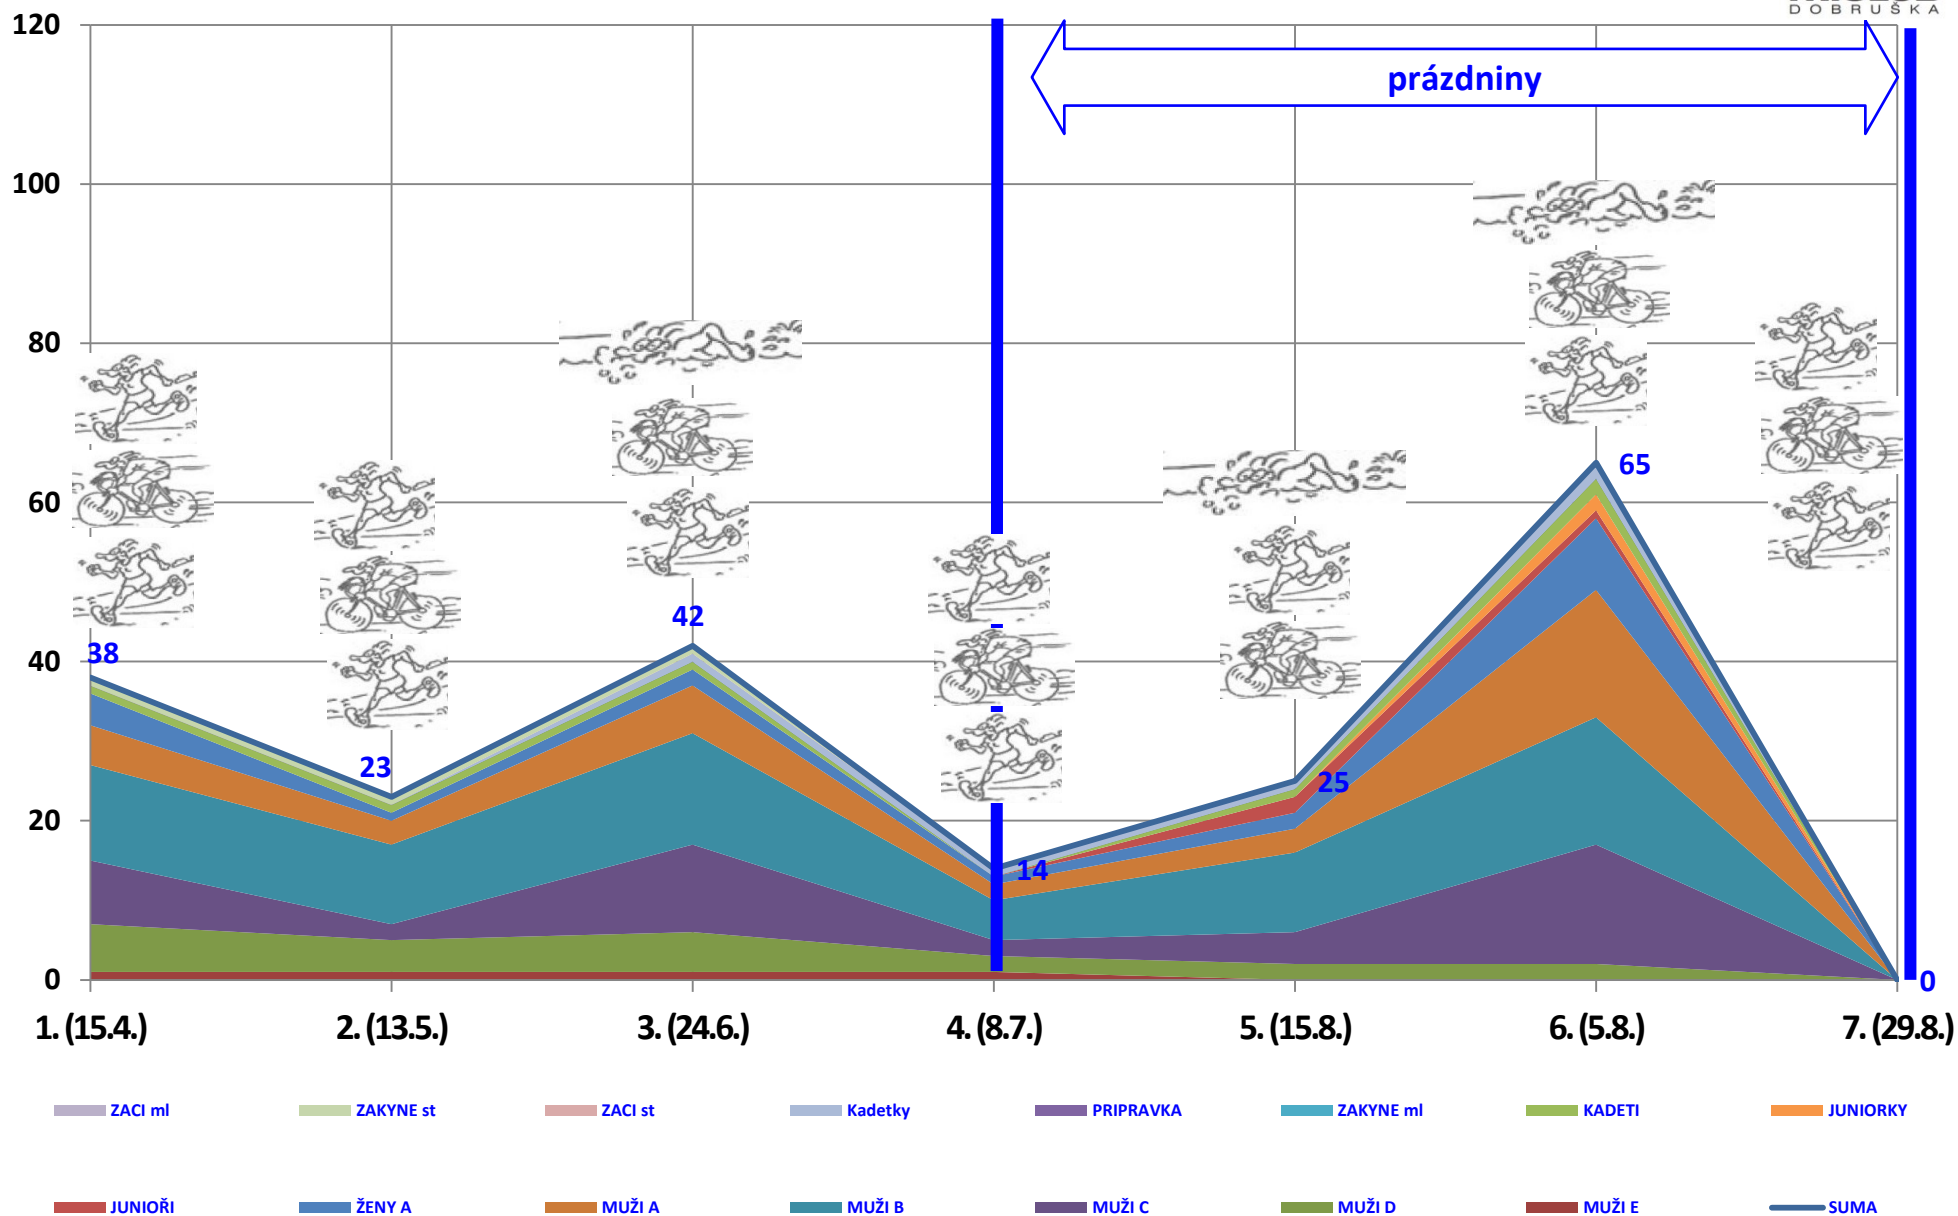 DOBRUŠKA
120
prázdniny
100
80
60
65
42
40
38
23
25
20
14
0
0
1. (15.4.) 2. (13.5.) 3. (24.6.) 4. (8.7.) 5. (15.8.) 6. (5.8.) 7. (29.8.)
ZACI ml ZAKYNE st ZACI st Kadetky PRIPRAVKA ZAKYNE ml KADETI JUNIORKY
JUNIOŘI ŽENY A MUŽI A MUŽI B MUŽI C MUŽI D MUŽI E SUMA